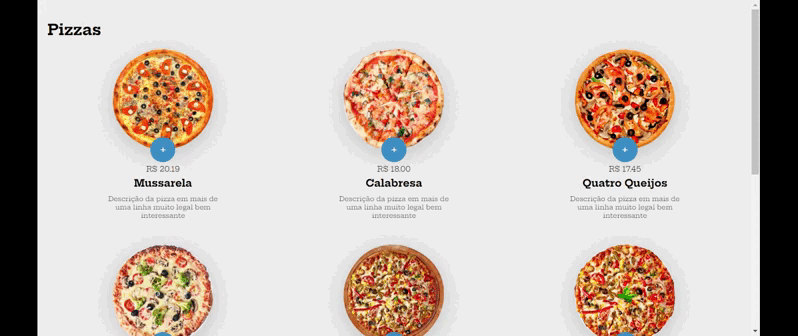 Pizzas
+ + +
R$ 20.19 R$ 18.00 R$ 17.45
Mussarela Calabresa Quatro Queijos
Descrição da pizza em mais de Descrição da pizza em mais de Descrição da pizza em mais de
uma linha muito legal bem uma linha muito legal bem uma linha muito legal bem
interessante interessante interessante